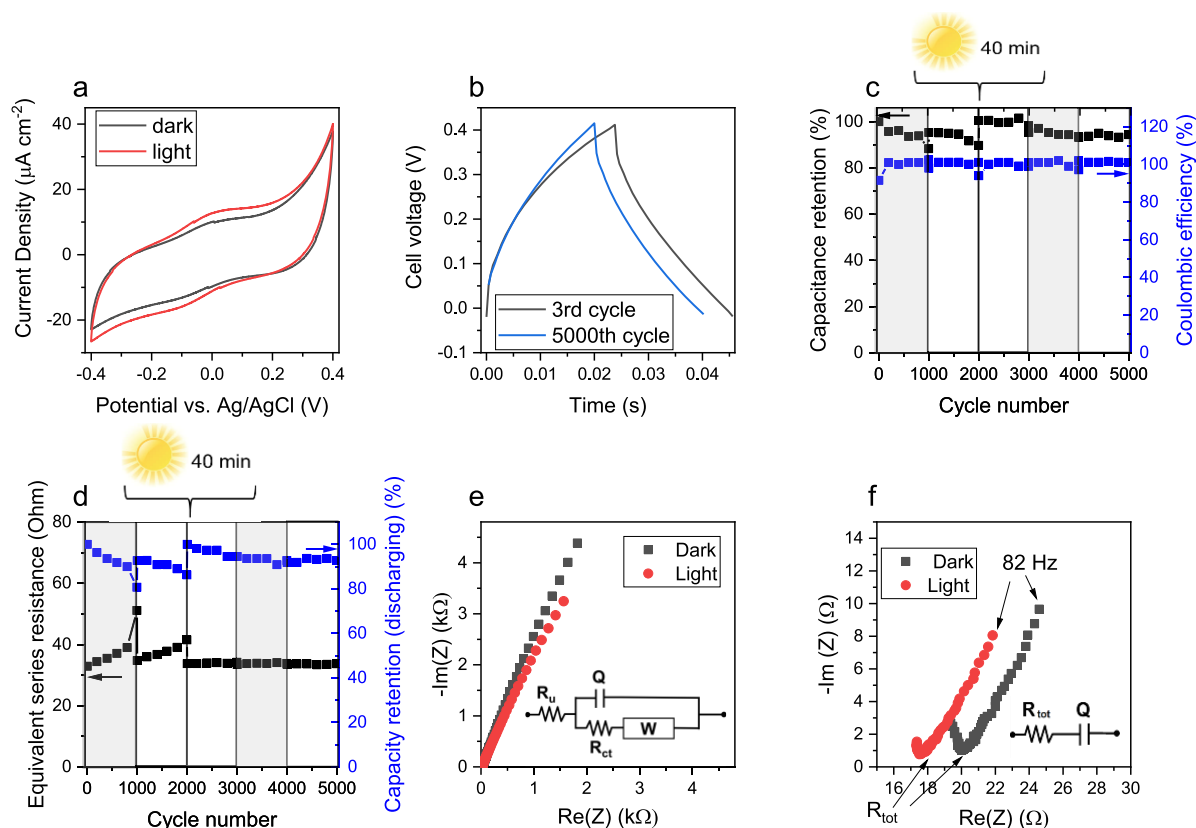 40 min
a
dark
light
Current Density (µA cm⁻²)
40
20
0
-20
-0.4 -0.2 0.0 0.2 0.4
Potential vs. Ag/AgCl (V)
b
Cell voltage (V)
0.4
0.3
0.2
0.1
0.0
-0.1
3rd cycle
5000th cycle
0.00 0.01 0.02 0.03 0.04
Time (s)
c
Capacitance retention (%)
100
80
60
40
20
0
120
100
80
60
40
20
0
Coulombic efficiency (%)
0 1000 2000 3000 4000 5000
Cycle number
40 min
d
Equivalent series resistance (Ohm)
80
60
40
20
0
100
80
60
40
20
0
Capacity retention (discharging) (%)
0 1000 2000 3000 4000 5000
Cycle number
e
-Im(Z) (kΩ)
4
3
2
1
0
Dark
Light
Q
Rᵤ
R_ct
W
0 1 2 3 4
Re(Z) (kΩ)
f
-Im (Z) (Ω)
14
12
10
8
6
4
2
0
Dark
Light
82 Hz
R_tot
Q
16 18 20 22 24 26 28 30
R_tot
Re(Z) (Ω)